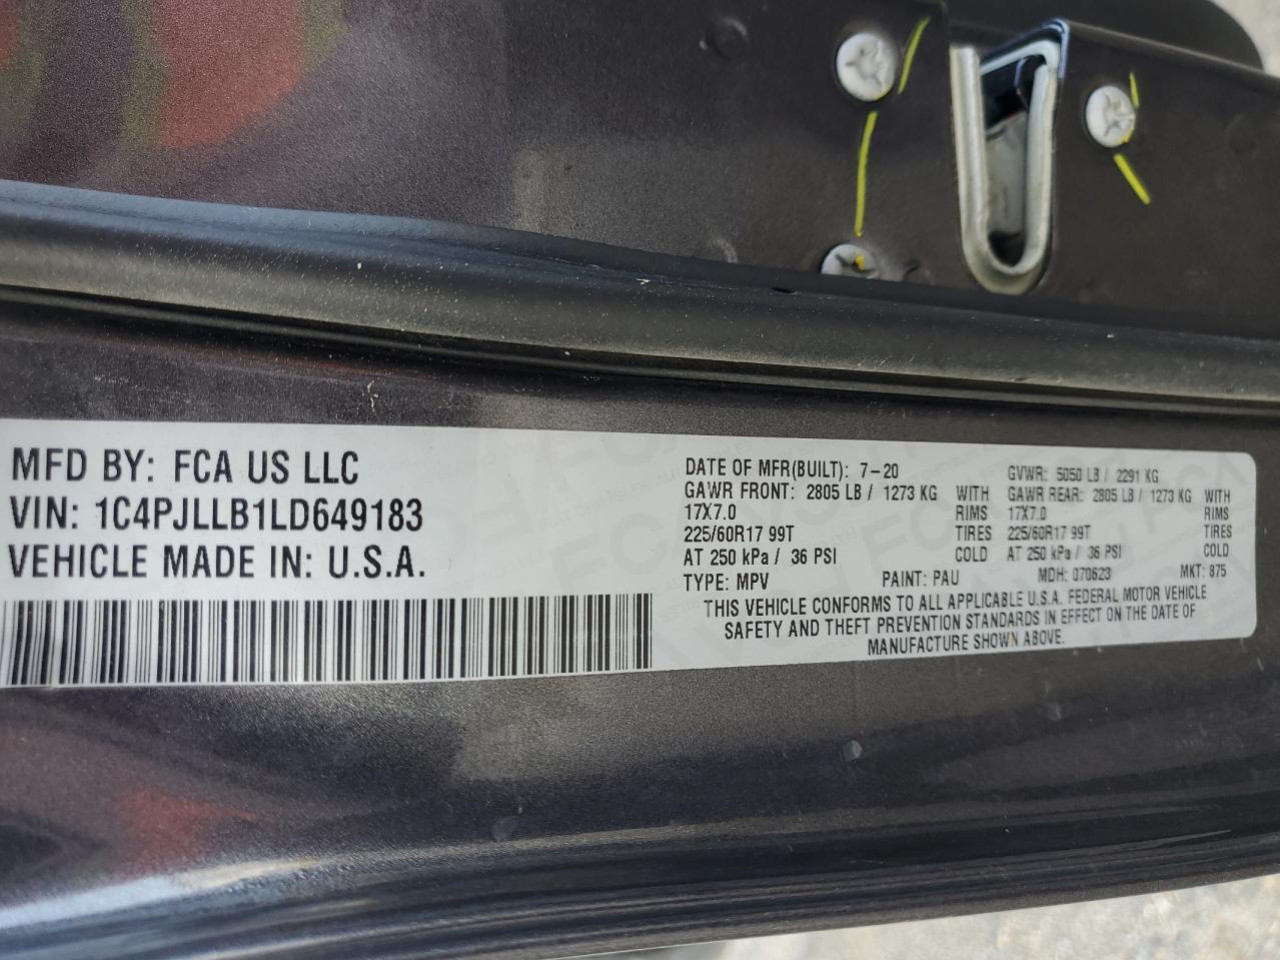 MFD BY: FCA US LLC
VIN: 1C4PJLLB1LD649183
VEHICLE MADE IN: U.S.A.
DATE OF MFR(BUILT): 7-20 GVWR: 5050 LB / 2291 KG
GAWR FRONT: 2805 LB / 1273 KG WITH GAWR REAR: 2805 LB / 1273 KG WITH
17X7.0 RIMS 17X7.0 RIMS
225/60R17 99T TIRES 225/60R17 99T TIRES
AT 250 kPa / 36 PSI COLD AT 250 kPa / 36 PSI COLD
TYPE: MPV PAINT: PAU MDH: 070623 MKT: 875
THIS VEHICLE CONFORMS TO ALL APPLICABLE U.S.A. FEDERAL MOTOR VEHICLE
SAFETY AND THEFT PREVENTION STANDARDS IN EFFECT ON THE DATE OF
MANUFACTURE SHOWN ABOVE.